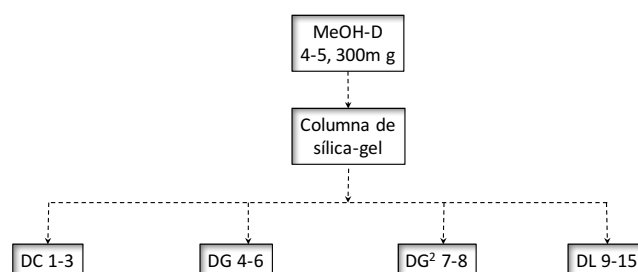 MeOH-D
4-5, 300m g
Columna de
sílica-gel
DC 1-3
DG 4-6
DG² 7-8
DL 9-15